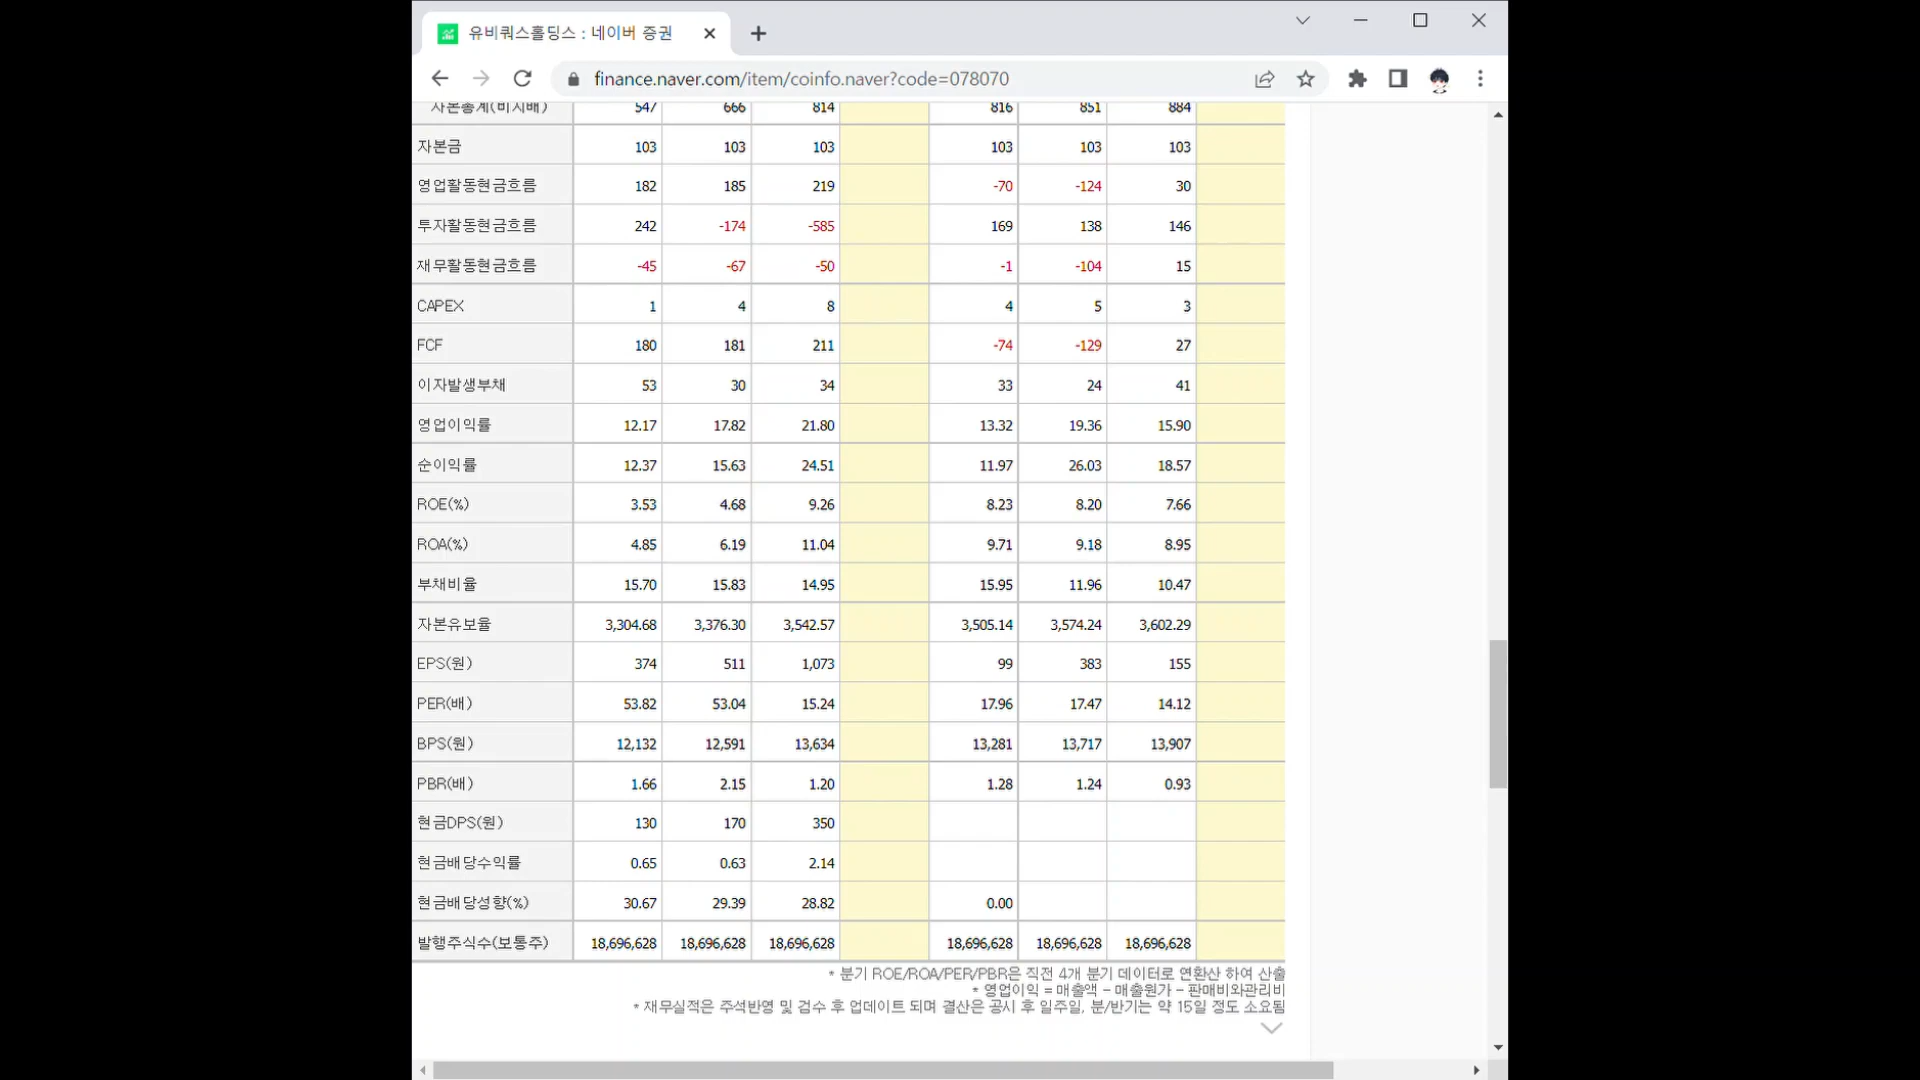 유비쿼스홀딩스 : 네이버 증권
finance.naver.com/item/coinfo.naver?code=078070
자본총계(비지배) 547 666 814 816 851 884
자본금 103 103 103 103 103 103
영업활동현금흐름 182 185 219 -70 -124 30
투자활동현금흐름 242 -174 -585 169 138 146
재무활동현금흐름 -45 -67 -50 -1 -104 15
CAPEX 1 4 8 4 5 3
FCF 180 181 211 -74 -129 27
이자발생부채 53 30 34 33 24 41
영업이익률 12.17 17.82 21.80 13.32 19.36 15.90
순이익률 12.37 15.63 24.51 11.97 26.03 18.57
ROE(%) 3.53 4.68 9.26 8.23 8.20 7.66
ROA(%) 4.85 6.19 11.04 9.71 9.18 8.95
부채비율 15.70 15.83 14.95 15.95 11.96 10.47
자본유보율 3,304.68 3,376.30 3,542.57 3,505.14 3,574.24 3,602.29
EPS(원) 374 511 1,073 99 383 155
PER(배) 53.82 53.04 15.24 17.96 17.47 14.12
BPS(원) 12,132 12,591 13,634 13,281 13,717 13,907
PBR(배) 1.66 2.15 1.20 1.28 1.24 0.93
현금DPS(원) 130 170 350
현금배당수익률 0.65 0.63 2.14
현금배당성향(%) 30.67 29.39 28.82 0.00
발행주식수(보통주) 18,696,628 18,696,628 18,696,628 18,696,628 18,696,628 18,696,628
* 분기 ROE/ROA/PER/PBR은 직전 4개 분기 데이터로 연환산 하여 산출
* 영업이익 = 매출액 - 매출원가 - 판매비와관리비
* 재무실적은 주석반영 및 검수 후 업데이트 되며 결산은 공시 후 일주일, 분/반기는 약 15일 정도 소요됨